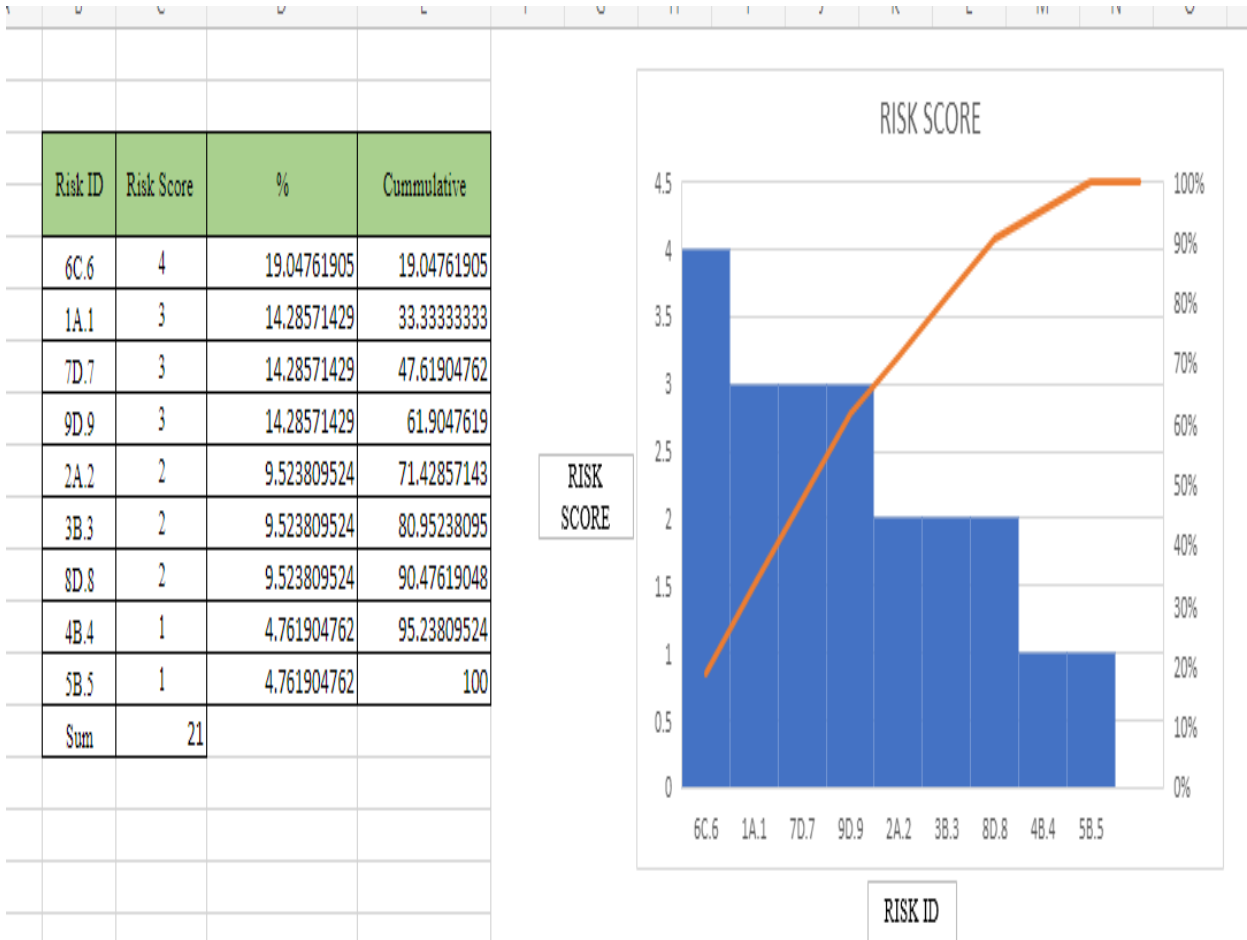 Risk ID Risk Score % Cummulative
6C.6 4 19.04761905 19.04761905
1A.1 3 14.28571429 33.33333333
7D.7 3 14.28571429 47.61904762
9D.9 3 14.28571429 61.9047619
2A.2 2 9.523809524 71.42857143
3B.3 2 9.523809524 80.95238095
8D.8 2 9.523809524 90.47619048
4B.4 1 4.761904762 95.23809524
5B.5 1 4.761904762 100
Sum 21
RISK SCORE
4.5
4
3.5
3
2.5
2
1.5
1
0.5
0
100%
90%
80%
70%
60%
50%
40%
30%
20%
10%
0%
6C.6 1A.1 7D.7 9D.9 2A.2 3B.3 8D.8 4B.4 5B.5
RISK
SCORE
RISK ID